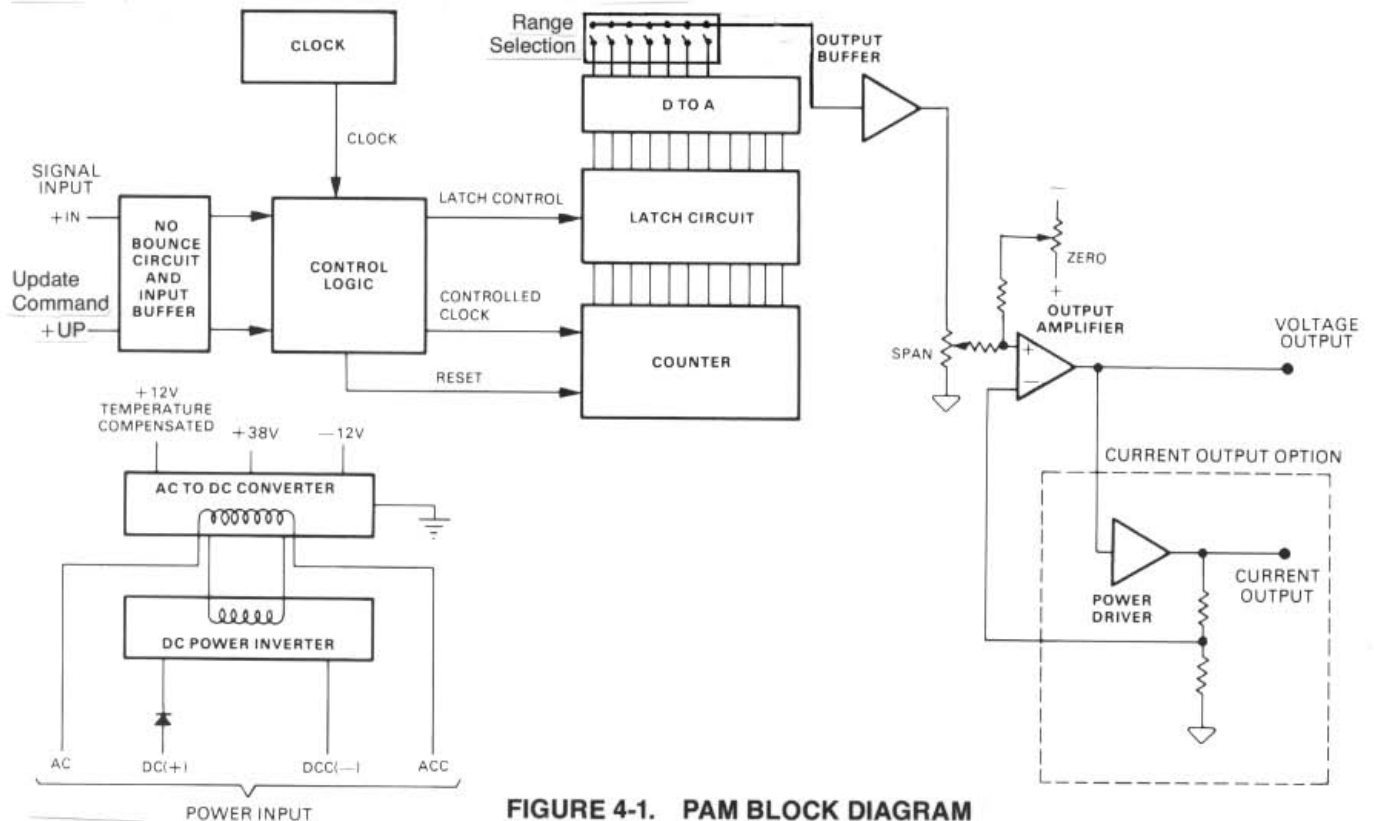 CLOCK
Range
Selection
OUTPUT
BUFFER
D TO A
CLOCK
SIGNAL
INPUT
+IN
NO
BOUNCE
CIRCUIT
AND
INPUT
BUFFER
Update
Command
+UP
CONTROL
LOGIC
LATCH CONTROL
LATCH CIRCUIT
CONTROLLED
CLOCK
COUNTER
RESET
ZERO
−
+
OUTPUT
AMPLIFIER
SPAN
+
−
VOLTAGE
OUTPUT
+12V
TEMPERATURE
COMPENSATED
+38V
—12V
AC TO DC CONVERTER
DC POWER INVERTER
AC
DC(+)
DCC(—)
ACC
POWER INPUT
CURRENT OUTPUT OPTION
POWER
DRIVER
CURRENT
OUTPUT
FIGURE 4-1. PAM BLOCK DIAGRAM